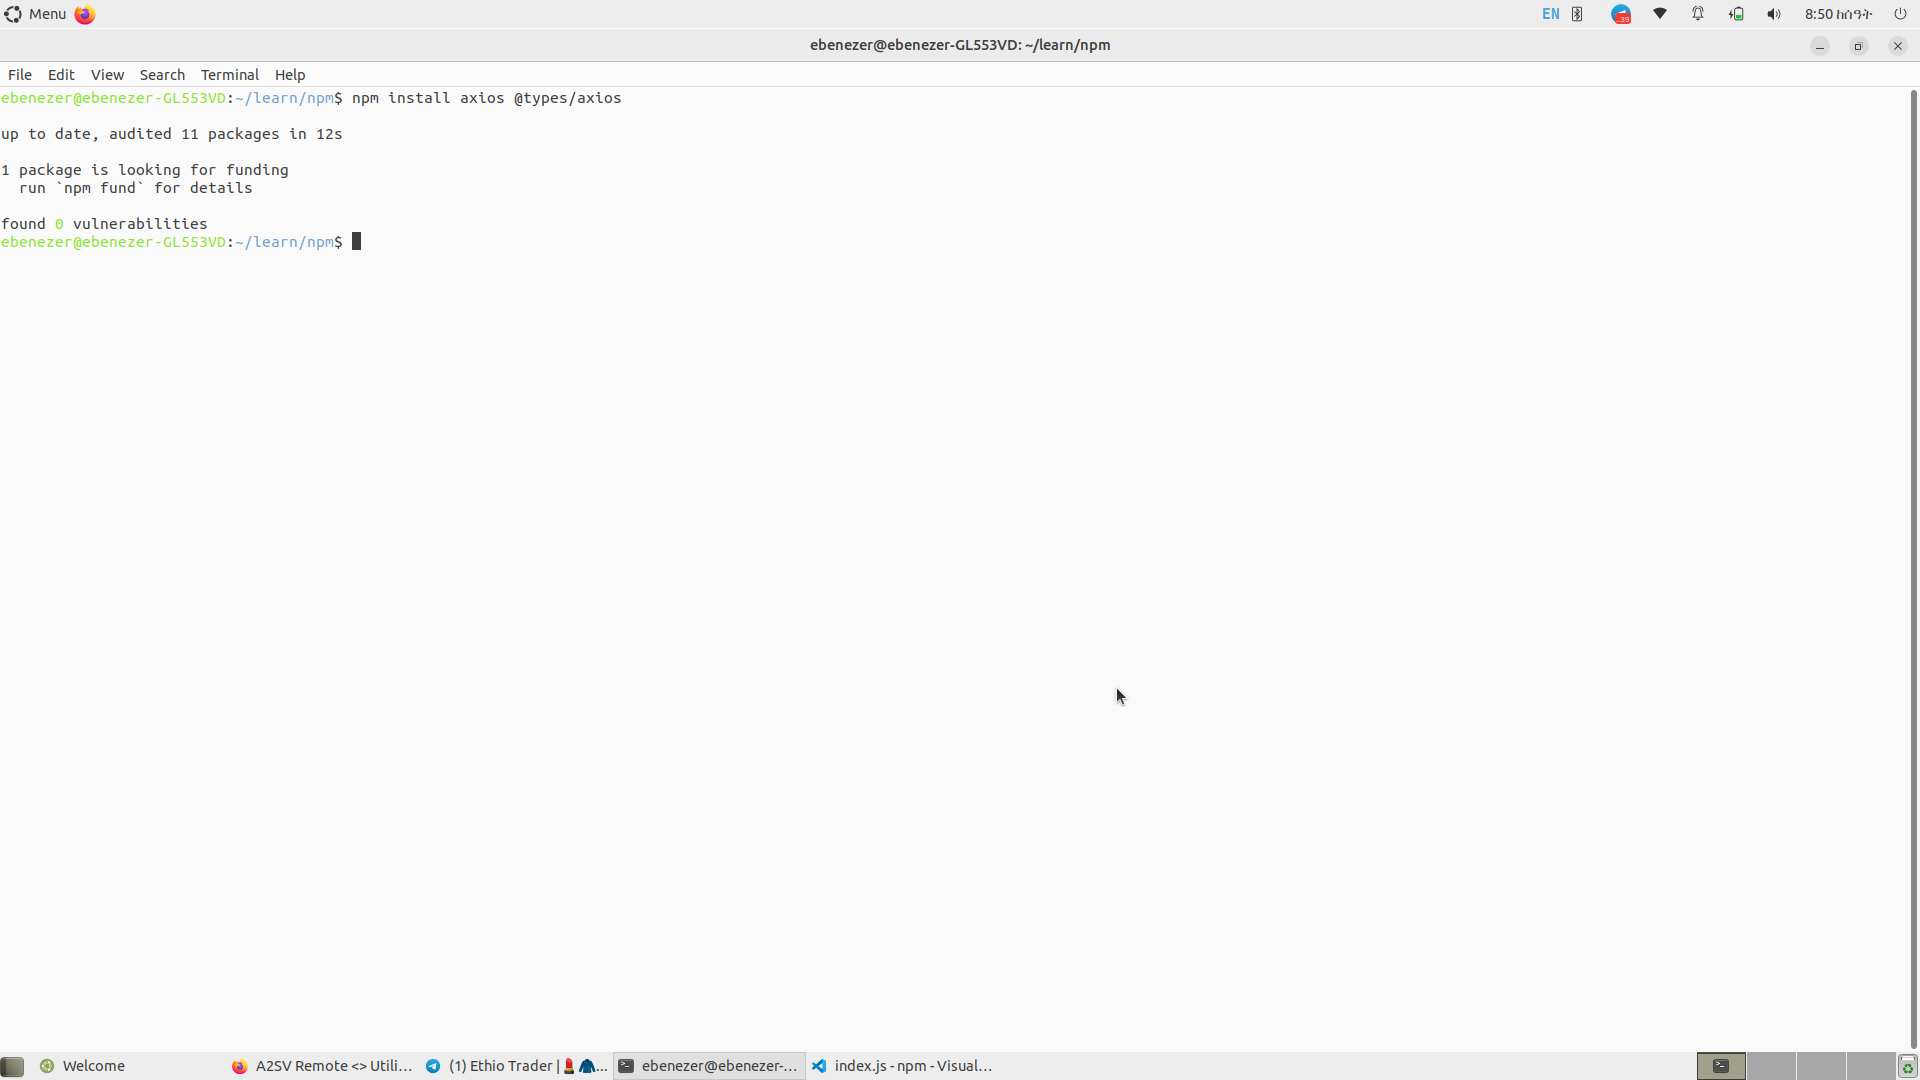 Menu
EN
39
8:50 ከሰዓት
ebenezer@ebenezer-GL553VD: ~/learn/npm
File Edit View Search Terminal Help
ebenezer@ebenezer-GL553VD:~/learn/npm$ npm install axios @types/axios
up to date, audited 11 packages in 12s
1 package is looking for funding
run `npm fund` for details
found 0 vulnerabilities
ebenezer@ebenezer-GL553VD:~/learn/npm$
Welcome
A2SV Remote <> Utili...
(1) Ethio Trader |💄🧥...
ebenezer@ebenezer-...
index.js - npm - Visual...